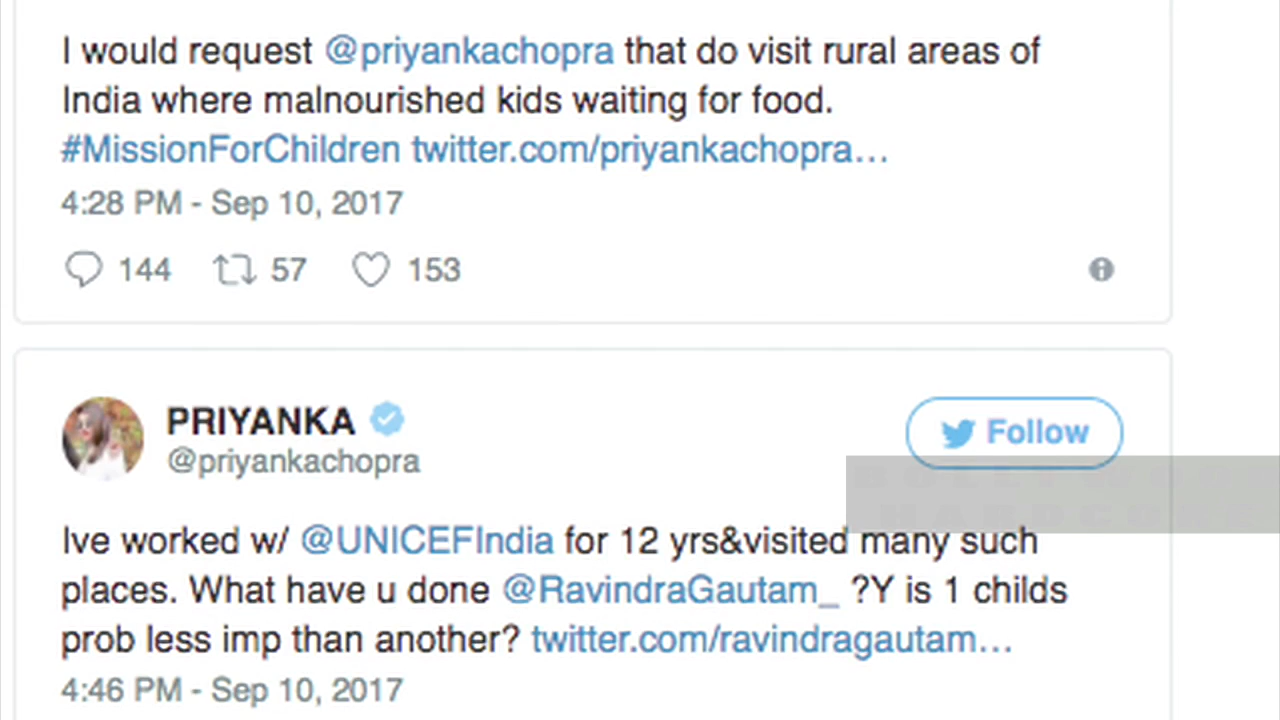 I would request @priyankachopra that do visit rural areas of
India where malnourished kids waiting for food.
#MissionForChildren twitter.com/priyankachopra…
4:28 PM - Sep 10, 2017
144 57 153
PRIYANKA
Follow
@priyankachopra
Ive worked w/ @UNICEFIndia for 12 yrs&visited many such
places. What have u done @RavindraGautam_ ?Y is 1 childs
prob less imp than another? twitter.com/ravindragautam…
4:46 PM - Sep 10, 2017